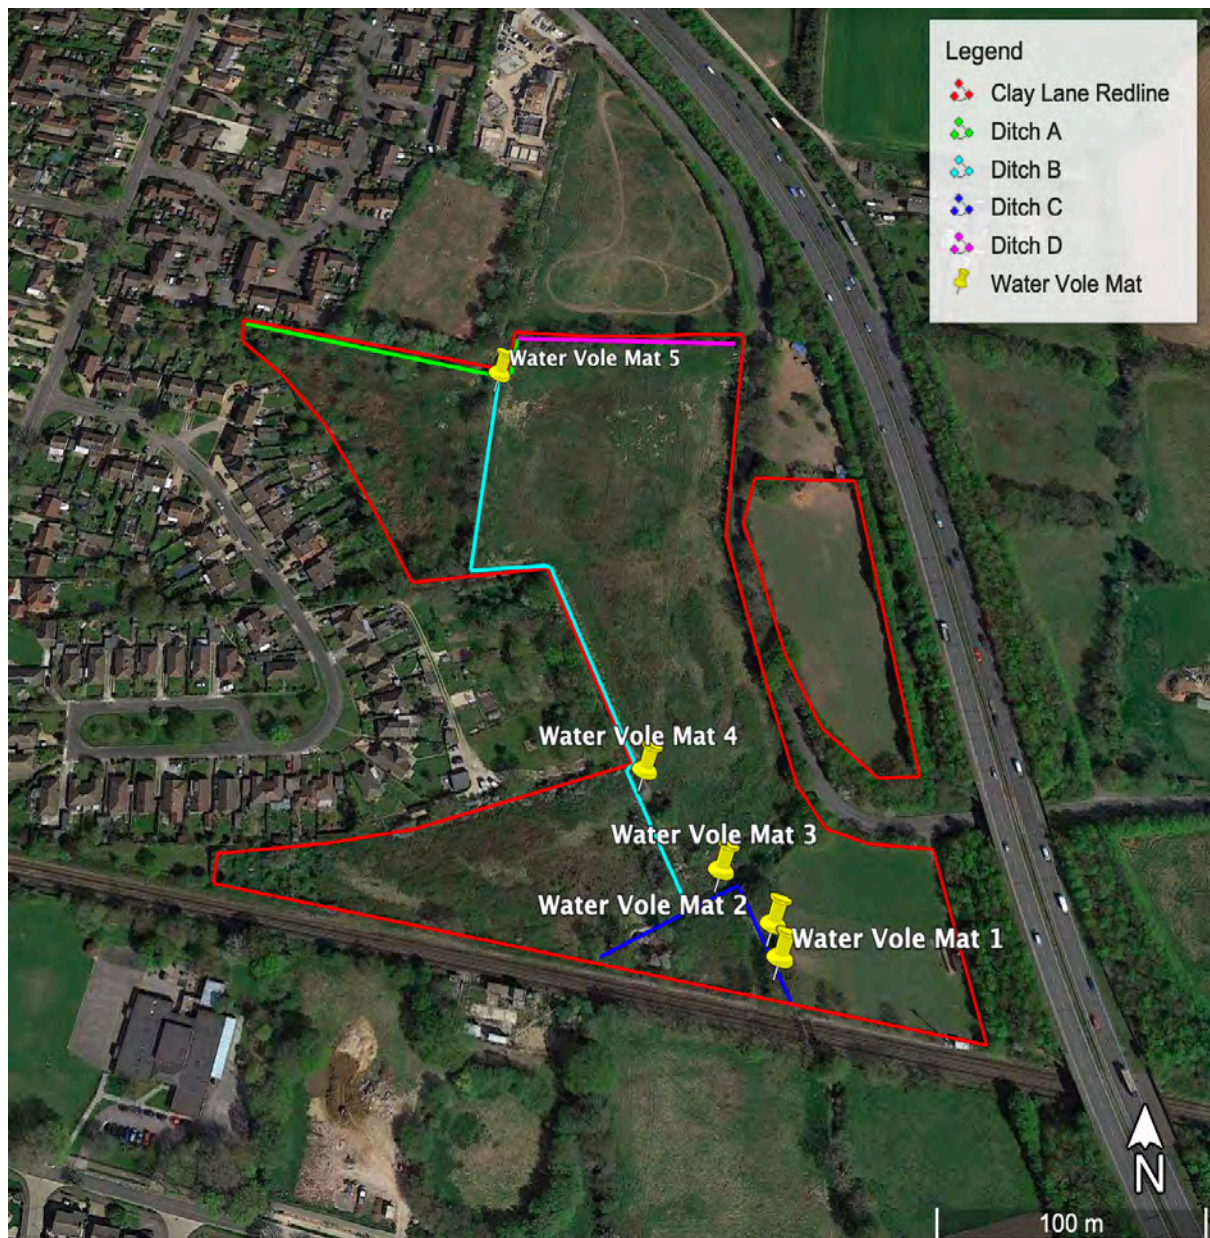 Legend
Clay Lane Redline
Ditch A
Ditch B
Ditch C
Ditch D
Water Vole Mat
Water Vole Mat 5
Water Vole Mat 4
Water Vole Mat 3
Water Vole Mat 2
Water Vole Mat 1
N
100 m